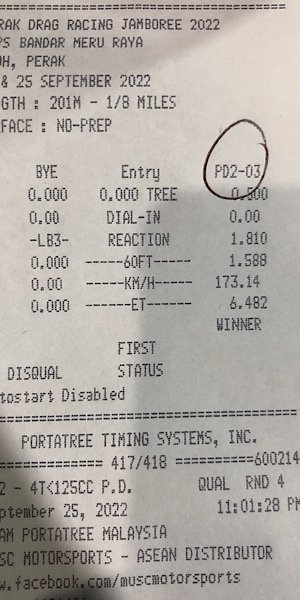 RAK DRAG RACING JAMBOREE 2022
PS BANDAR MERU RAYA
OH, PERAK
& 25 SEPTEMBER 2022
GTH : 201M - 1/8 MILES
FACE : NO-PREP
BYE Entry PD2-03
0.000 0.000 TREE 0.500
0.00 DIAL-IN 0.00
-LB3- REACTION 1.810
0.000 -----60FT----- 1.588
0.00 -----KM/H----- 173.14
0.000 ------ET------ 6.482
WINNER
FIRST
DISQUAL STATUS
tostart Disabled
PORTATREE TIMING SYSTEMS, INC.
========== 417/418 ==========600214
2 - 4T<125CC P.D. QUAL RND 4
ptember 25, 2022 11:01:28 PM
AM PORTATREE MALAYSIA
SC MOTORSPORTS - ASEAN DISTRIBUTOR
w.facebook.com/muscmotorsports